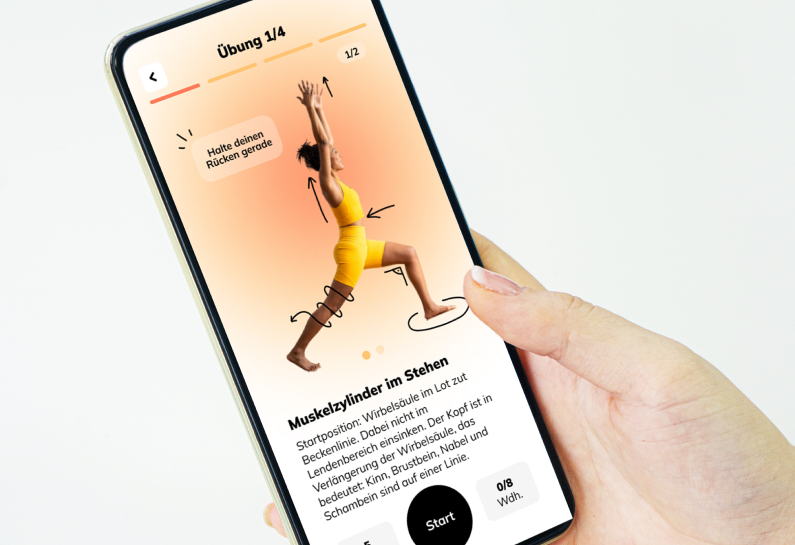 Übung 1/4
1/2
Halte deinen
Rücken gerade
Muskelzylinder im Stehen
Startposition: Wirbelsäule im Lot zut
Beckenlinie. Dabei nicht im
Lendenbereich einsinken. Der Kopf ist in
Verlängerung der Wirbelsäule, das
bedeutet: Kinn, Brustbein, Nabel und
Schambein sind auf einer Linie.
Start
0/8
Wdh.